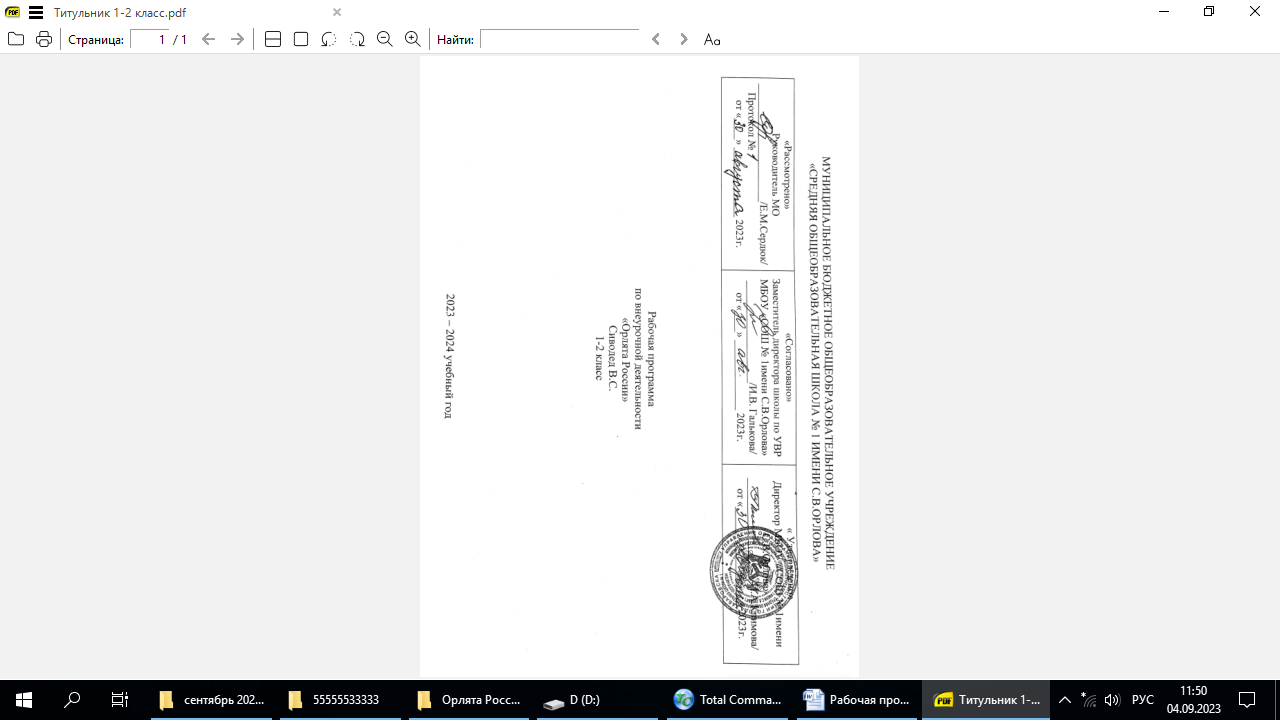 Титульник 1-2 класс.pdf
Страница: 1 / 1
Найти:
МУНИЦИПАЛЬНОЕ БЮДЖЕТНОЕ ОБЩЕОБРАЗОВАТЕЛЬНОЕ УЧРЕЖДЕНИЕ
«СРЕДНЯЯ ОБЩЕОБРАЗОВАТЕЛЬНАЯ ШКОЛА № 1 ИМЕНИ С.В.ОРЛОВА»
«Рассмотрено»
Руководитель МО
/Е.М.Сердюк/
Протокол № 1
от «30» августа 2023г.
«Согласовано»
Заместитель директора школы по УВР
МБОУ «СОШ № 1имени С.В.Орлова»
/И.В. Галькова/
от «30» авг. 2023г.
Директор имени
от «30 2023г.
Рабочая программа
по внеурочной деятельности
«Орлята России»
Сиводед В.С.
1-2 класс
2023 – 2024 учебный год
сентябрь 202...
55555533333
Орлята Росс...
D (D:)
Total Comma...
Рабочая про...
Титульник 1-...
РУС
11:50
04.09.2023